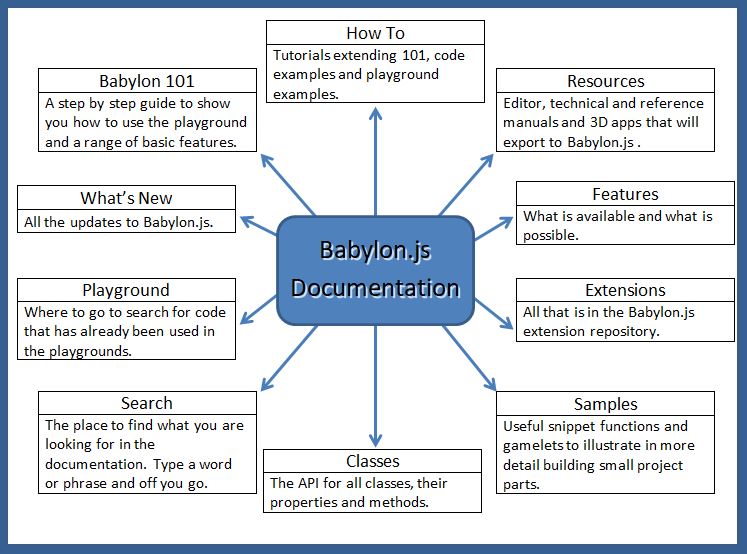 How To
Tutorials extending 101, code
examples and playground
examples.
Babylon 101
A step by step guide to show
you how to use the playground
and a range of basic features.
Resources
Editor, technical and reference
manuals and 3D apps that will
export to Babylon.js .
What's New
All the updates to Babylon.js.
Features
What is available and what is
possible.
Babylon.js
Documentation
Playground
Where to go to search for code
that has already been used in
the playgrounds.
Extensions
All that is in the Babylon.js
extension repository.
Search
The place to find what you are
looking for in the
documentation. Type a word
or phrase and off you go.
Samples
Useful snippet functions and
gamelets to illustrate in more
detail building small project
parts.
Classes
The API for all classes, their
properties and methods.